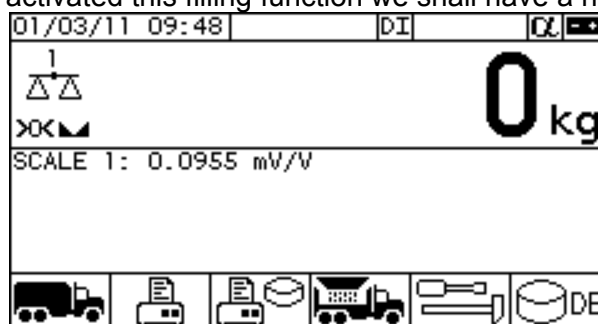 activated this filling function we shall have a
01/03/11 09:48 DI α
1
0 kg
SCALE 1: 0.0955 mV/V